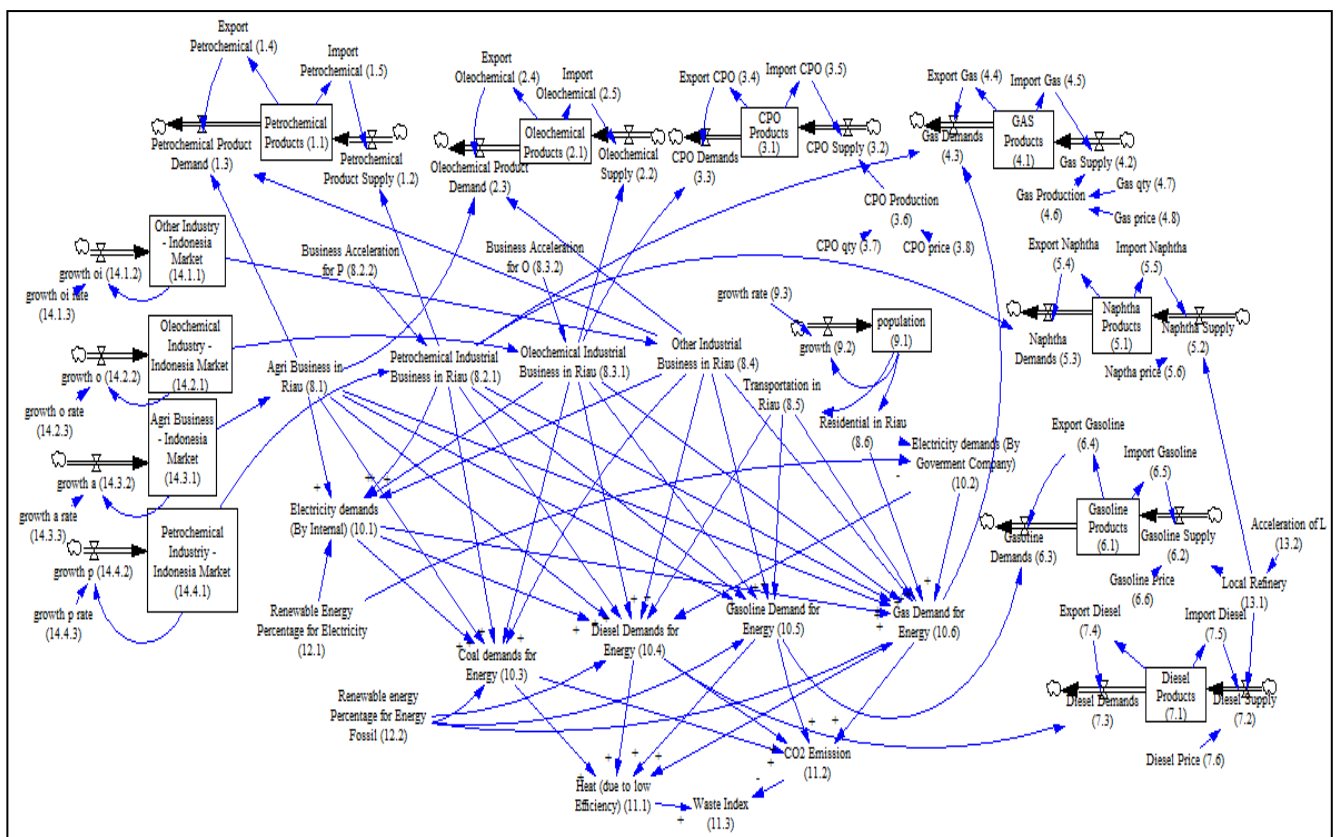 Export
Petrochemical (1.4)
Import
Petrochemical (1.5)
Petrochemical
Products (1.1)
Petrochemical Product
Demand (1.3)
Petrochemical
Product Supply (1.2)
Export
Oleochemical (2.4)
Import
Oleochemical (2.5)
Oleochemical
Products (2.1)
Oleochemical Product
Demand (2.3)
Oleochemical
Supply (2.2)
Export CPO (3.4)
Import CPO (3.5)
CPO
Products
(3.1)
CPO Demands
(3.3)
CPO Supply (3.2)
CPO Production
(3.6)
CPO qty (3.7)
CPO price (3.8)
Export Gas (4.4)
Import Gas (4.5)
GAS
Products
(4.1)
Gas Demands
(4.3)
Gas Supply (4.2)
Gas Production
(4.6)
Gas qty (4.7)
Gas price (4.8)
Export Naphtha
(5.4)
Import Naphtha
(5.5)
Naphtha
Products
(5.1)
Naphtha
Demands (5.3)
Naphtha Supply
(5.2)
Naptha price (5.6)
Other Industry
- Indonesia
Market
(14.1.1)
growth oi (14.1.2)
growth oi rate
(14.1.3)
Oleochemical
Industry -
Indonesia Market
(14.2.1)
growth o (14.2.2)
growth o rate
(14.2.3)
Agri Business
- Indonesia
Market
(14.3.1)
growth a (14.3.2)
growth a rate
(14.3.3)
Petrochemical
Industry -
Indonesia Market
(14.4.1)
growth p (14.4.2)
growth p rate
(14.4.3)
Business Acceleration
for P (8.2.2)
Business Acceleration
for O (8.3.2)
growth rate (9.3)
growth (9.2)
population
(9.1)
Agri Business in
Riau (8.1)
Petrochemical Industrial
Business in Riau (8.2.1)
Oleochemical Industrial
Business in Riau (8.3.1)
Other Industrial
Business in Riau (8.4)
Transportation in
Riau (8.5)
Residential in Riau
(8.6)
Electricity demands (By
Goverment Company)
(10.2)
-
Export Gasoline
(6.4)
Import Gasoline
(6.5)
Gasoline
Products
(6.1)
Gasoline
Demands (6.3)
Gasoline Supply
(6.2)
Gasoline Price
(6.6)
Acceleration of L
(13.2)
Local Refinery
(13.1)
Export Diesel
(7.4)
Import Diesel
(7.5)
Diesel
Products
(7.1)
Diesel Demands
(7.3)
Diesel Supply
(7.2)
Diesel Price (7.6)
+ + +
Electricity demands
(By Internal) (10.1)
Renewable Energy
Percentage for Electricity
(12.1)
+ + + +
Coal demands for
Energy (10.3)
+ + + +
Diesel Demands for
Energy (10.4)
+
Gasoline Demand for
Energy (10.5)
+ + +
Gas Demand for
Energy (10.6)
Renewable energy
Percentage for Energy
Fossil
(12.2)
+ + + +
Heat (due to low
Efficiency) (11.1)
+ + + +
CO2 Emission
(11.2)
- +
Waste Index
(11.3)